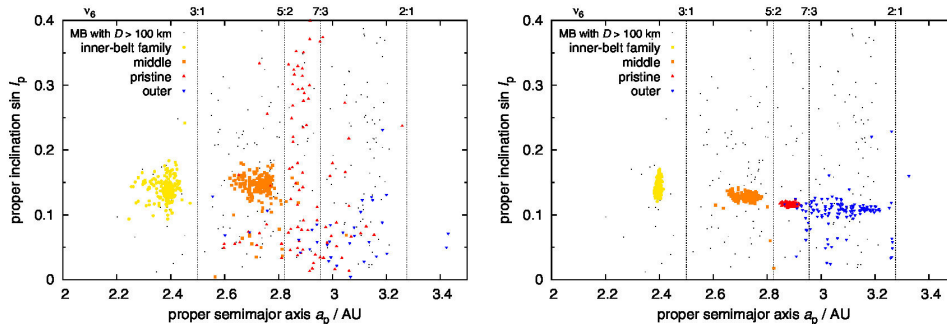 ν6 3:1 5:2 7:3 2:1
0.4
0.3
0.2
0.1
0
proper inclination sin Ip
MB with D > 100 km
inner-belt family
middle
pristine
outer
2 2.2 2.4 2.6 2.8 3 3.2 3.4
proper semimajor axis ap / AU
ν6 3:1 5:2 7:3 2:1
0.4
0.3
0.2
0.1
0
proper inclination sin Ip
MB with D > 100 km
inner-belt family
middle
pristine
outer
2 2.2 2.4 2.6 2.8 3 3.2 3.4
proper semimajor axis ap / AU